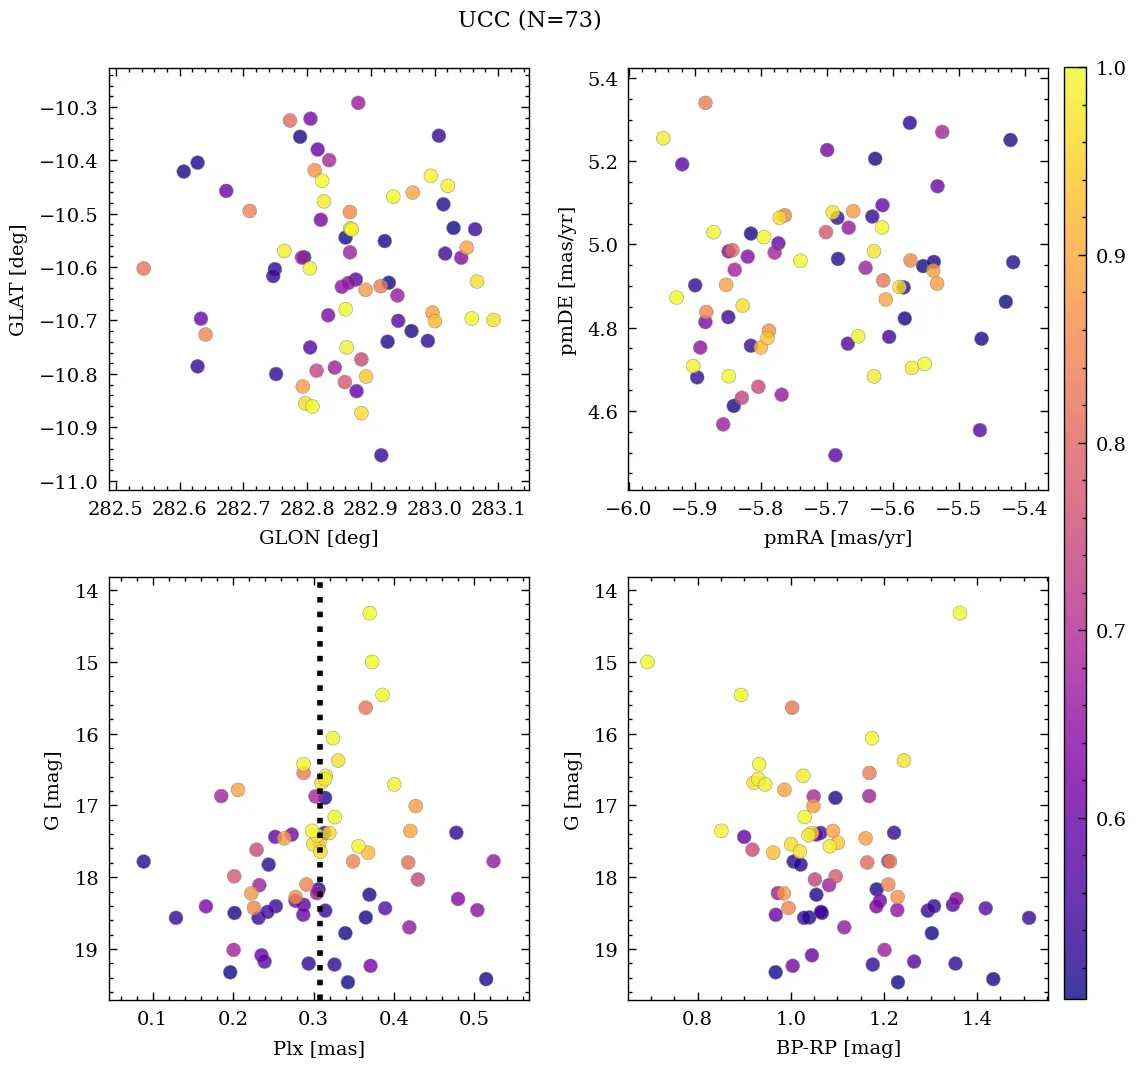 UCC (N=73)
−10.3
−10.4
−10.5
−10.6
−10.7
−10.8
−10.9
−11.0
GLAT [deg]
282.5 282.6 282.7 282.8 282.9 283.0 283.1
GLON [deg]
5.4
5.2
5.0
4.8
4.6
pmDE [mas/yr]
−6.0 −5.9 −5.8 −5.7 −5.6 −5.5 −5.4
pmRA [mas/yr]
1.0
0.9
0.8
0.7
0.6
14
15
16
17
18
19
G [mag]
0.1 0.2 0.3 0.4 0.5
Plx [mas]
14
15
16
17
18
19
G [mag]
0.8 1.0 1.2 1.4
BP-RP [mag]